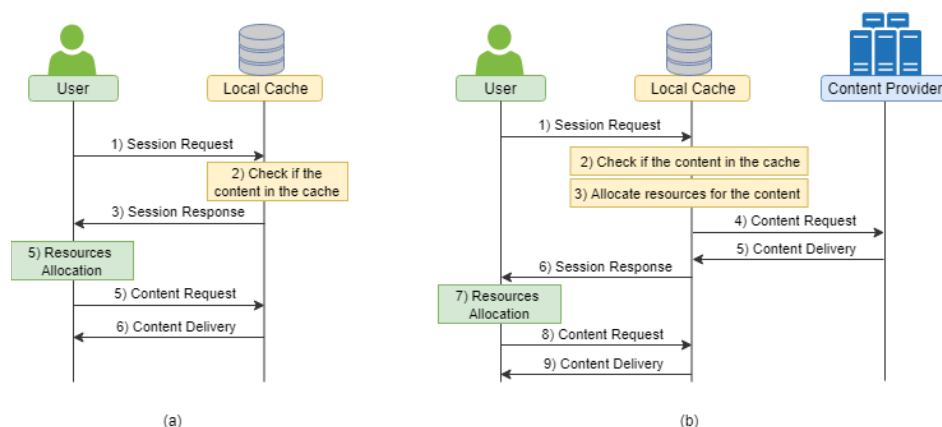 User
Local Cache
1) Session Request
2) Check if the
content in the cache
3) Session Response
5) Resources
Allocation
5) Content Request
6) Content Delivery
(a)
User
Local Cache
Content Provider
1) Session Request
2) Check if the content in the cache
3) Allocate resources for the content
4) Content Request
5) Content Delivery
6) Session Response
7) Resources
Allocation
8) Content Request
9) Content Delivery
(b)